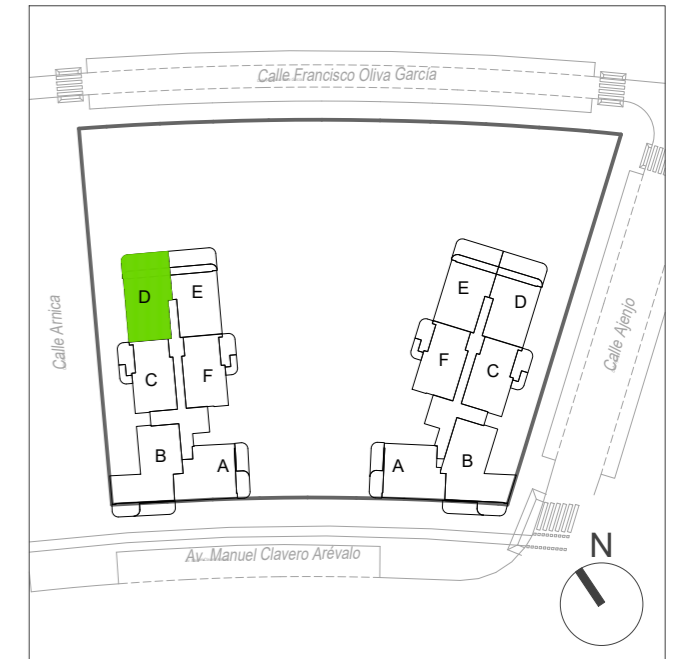 Calle Francisco Oliva García
Calle Arnica
Calle Ajenjo
D
E
C
F
B
A
E
D
F
C
A
B
Av. Manuel Clavero Arévalo
N